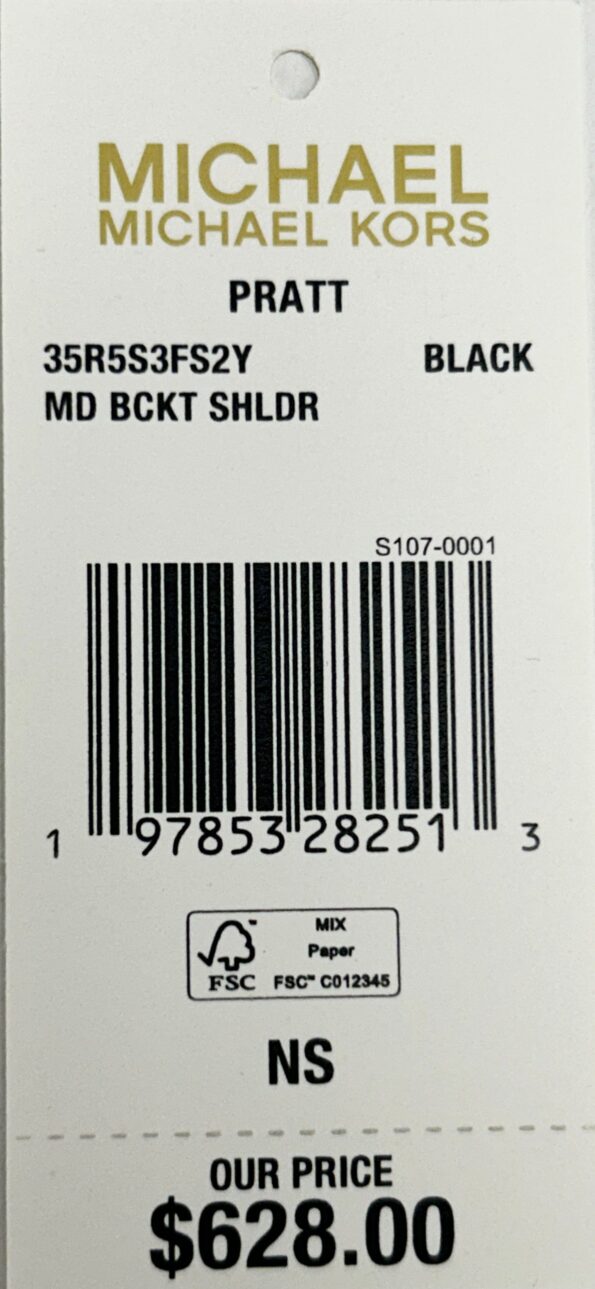 MICHAEL
MICHAEL KORS
PRATT
35R5S3FS2Y BLACK
MD BCKT SHLDR
S107-0001
1 97853 28251 3
MIX
Paper
FSC FSC™ C012345
NS
OUR PRICE
$628.00